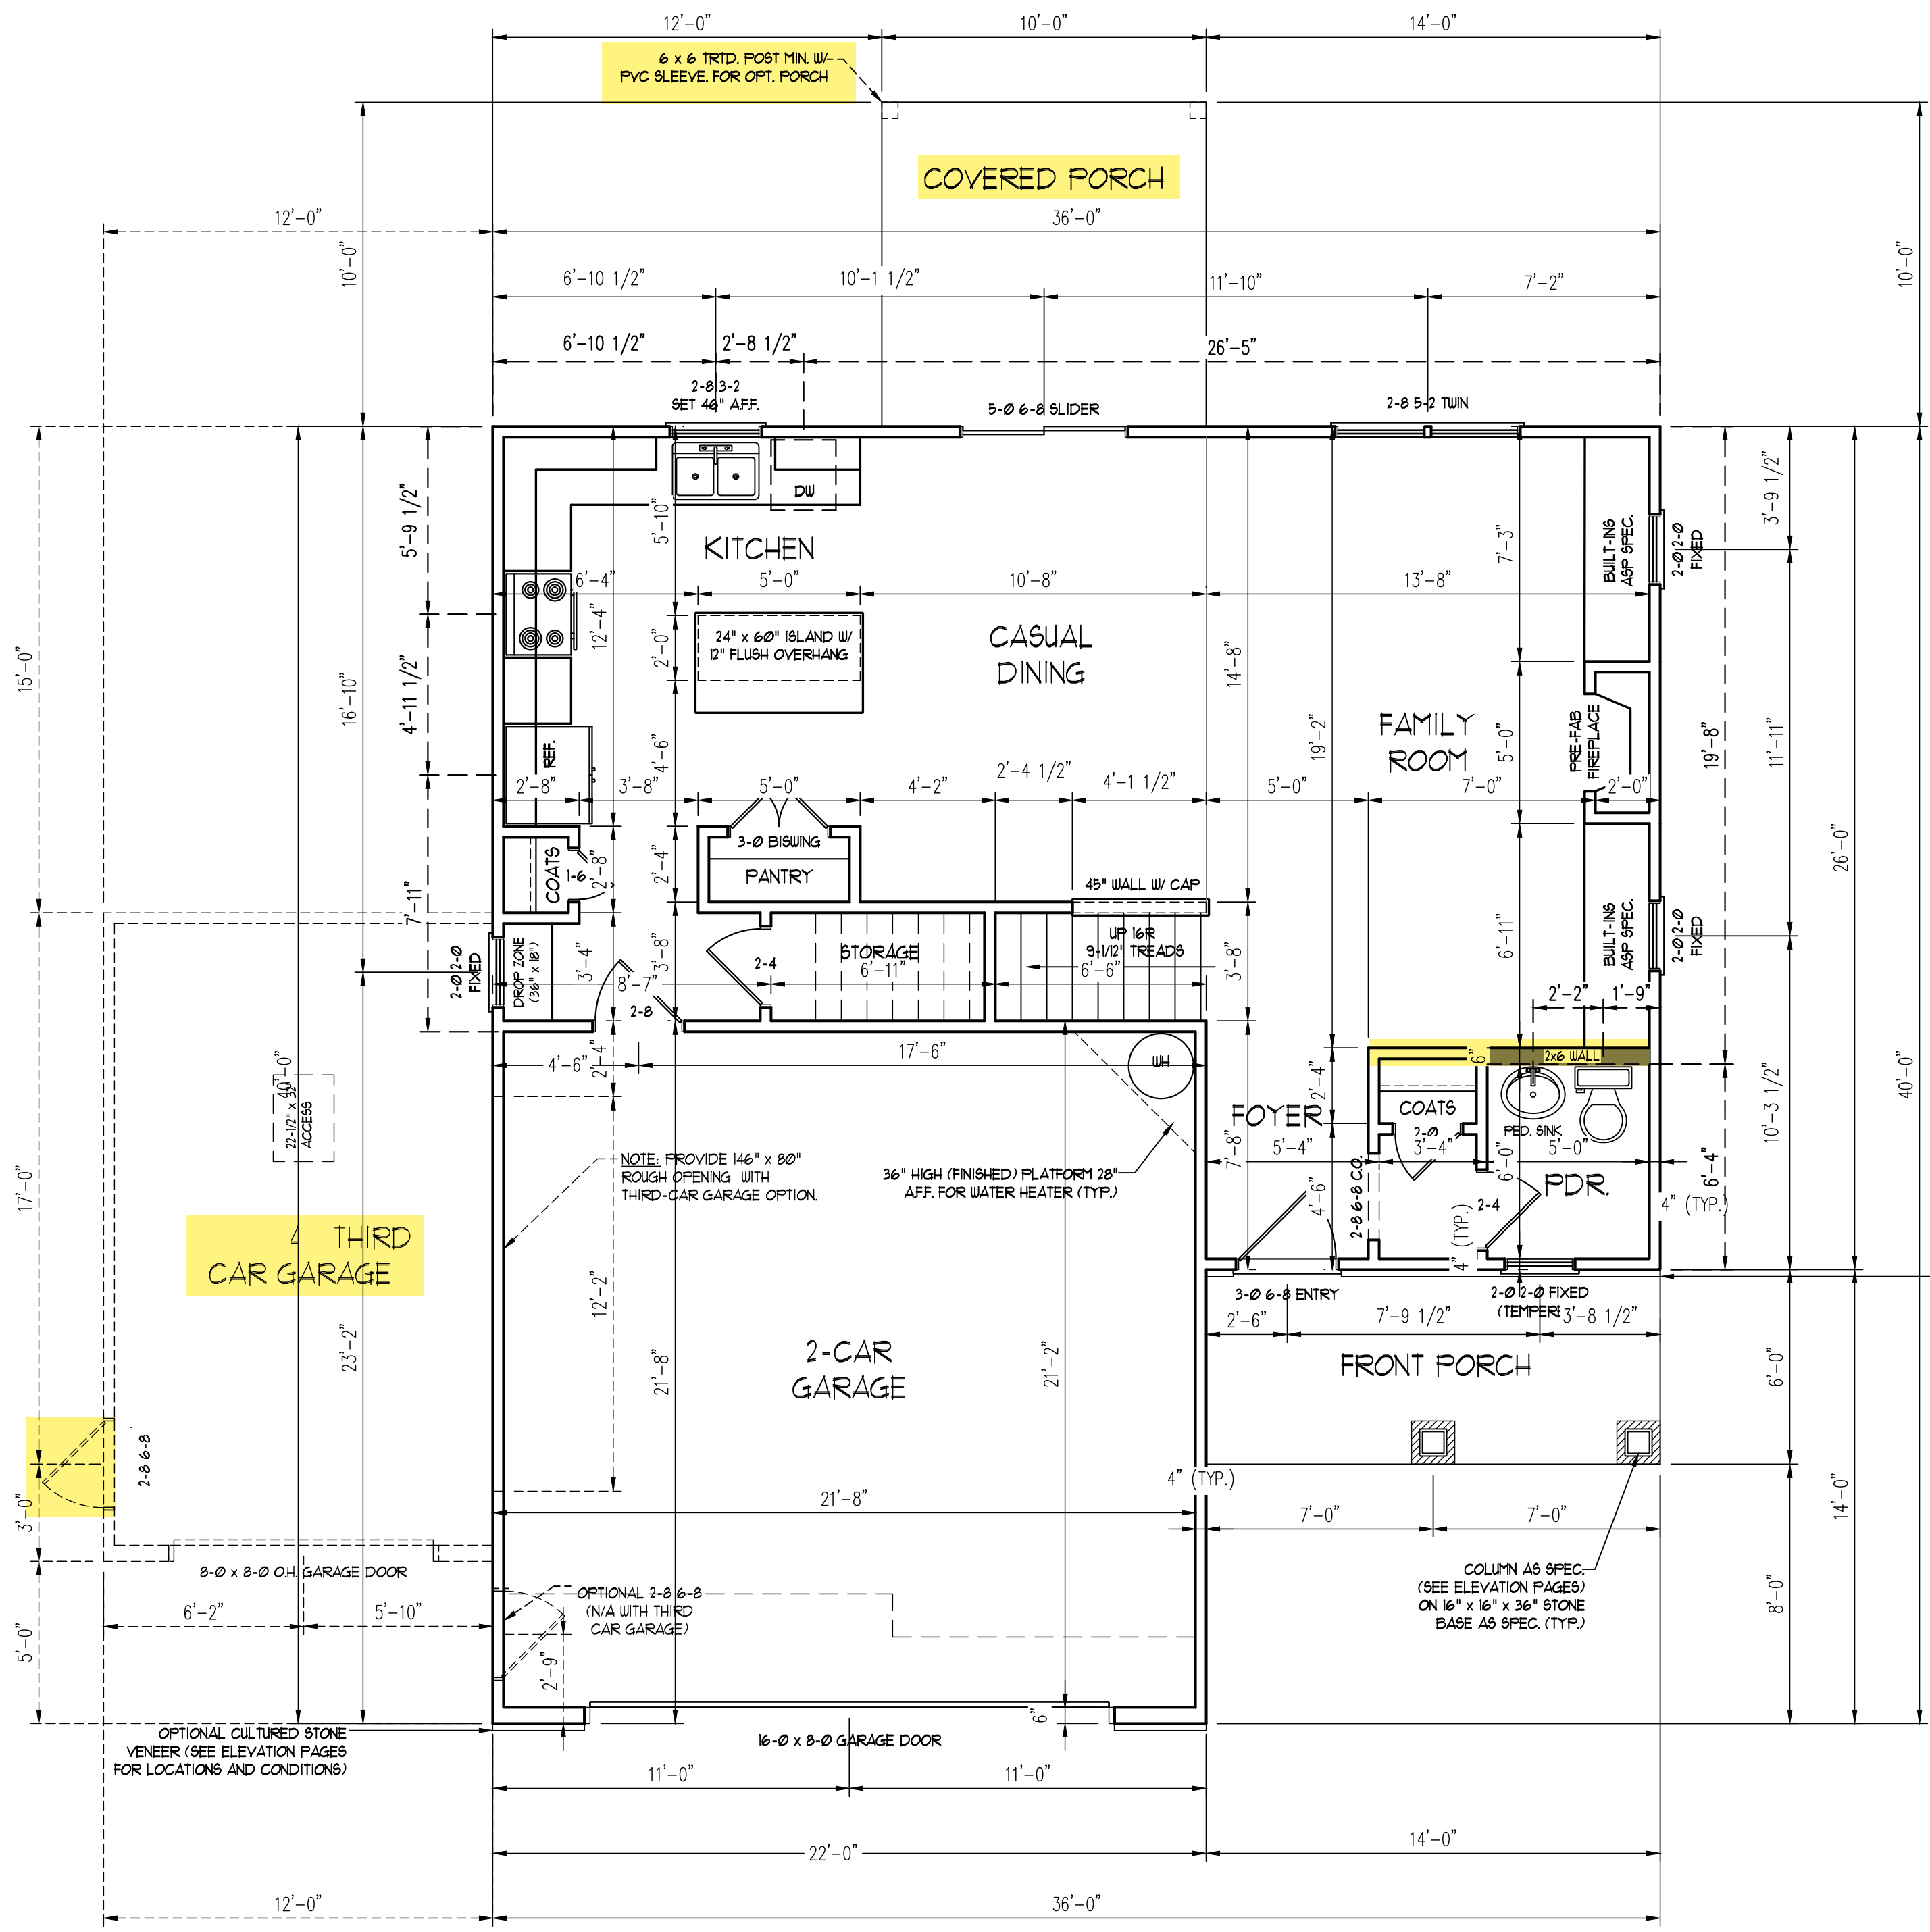 12'-0"
10'-0"
14'-0"
6 x 6 TRTD. POST MIN. W/
PVC SLEEVE. FOR OPT. PORCH
COVERED PORCH
12'-0"
36'-0"
10'-0"
10'-0"
6'-10 1/2"
10'-1 1/2"
11'-10"
7'-2"
6'-10 1/2"
2'-8 1/2"
26'-5"
2-8 3-2
SET 46" A.F.F.
5-0 6-8 SLIDER
2-8 5-2 TWIN
DW
KITCHEN
5'-10"
5'-9 1/2"
7'-3"
BUILT-INS
ASP SPEC.
2-0 2-0
FIXED
3'-9 1/2"
6'-4"
5'-0"
10'-8"
13'-8"
12'-4"
24" x 60" ISLAND W/
12" FLUSH OVERHANG
2'-0"
CASUAL
DINING
14'-8"
15'-0"
16'-10"
4'-11 1/2"
FAMILY
ROOM
19'-2"
5'-0"
PRE-FAB
FIREPLACE
19'-8"
11'-11"
REF.
4'-6"
2'-8"
3'-8"
5'-0"
4'-2"
2'-4 1/2"
4'-1 1/2"
5'-0"
7'-0"
2'-0"
26'-0"
3-0 BISWING
PANTRY
COATS
1-6
2'-8"
2'-4"
7'-11"
45" WALL W/ CAP
UP 16R
9-1/12" TREADS
6'-6"
STORAGE
6'-11"
2-4
3'-8"
3'-8"
3'-4"
DROP ZONE
(36" x 18")
8'-7"
2-8
2-0 2-0
FIXED
6'-11"
BUILT-INS
ASP SPEC.
2-0 2-0
FIXED
2'-2"
1'-9"
4'-6"
2'-4"
17'-6"
WH
6"
2x6 WALL
40'-0"
22-1/2" x 32"
ACCESS
FOYER
5'-4"
7'-8"
2'-4"
COATS
2-0
3'-4"
PED. SINK
5'-0"
6'-0"
PDR.
2-4
4" (TYP.)
4" (TYP.)
6'-4"
10'-3 1/2"
40'-0"
NOTE: PROVIDE 146" x 80"
ROUGH OPENING WITH
THIRD-CAR GARAGE OPTION.
36" HIGH (FINISHED) PLATFORM 28"
A.F.F. FOR WATER HEATER (TYP.)
4'-6"
2-8 6-8 C.O.
17'-0"
THIRD
CAR GARAGE
23'-2"
12'-2"
3-0 6-8 ENTRY
2-0 2-0 FIXED
2'-6"
7'-9 1/2"
3'-8 1/2"
2-CAR
GARAGE
21'-8"
21'-2"
FRONT PORCH
6'-0"
2-8 6-8
3'-0"
4" (TYP.)
21'-8"
7'-0"
7'-0"
14'-0"
8-0 x 8-0 O.H. GARAGE DOOR
6'-2"
5'-10"
5'-0"
OPTIONAL 2-8 6-8
(N/A WITH THIRD
CAR GARAGE)
2'-9"
COLUMN AS SPEC.
(SEE ELEVATION PAGES)
ON 16" x 16" x 36" STONE
BASE AS SPEC. (TYP.)
8'-0"
6"
OPTIONAL CULTURED STONE
VENEER (SEE ELEVATION PAGES
FOR LOCATIONS AND CONDITIONS)
16-0 x 8-0 GARAGE DOOR
11'-0"
11'-0"
22'-0"
14'-0"
12'-0"
36'-0"